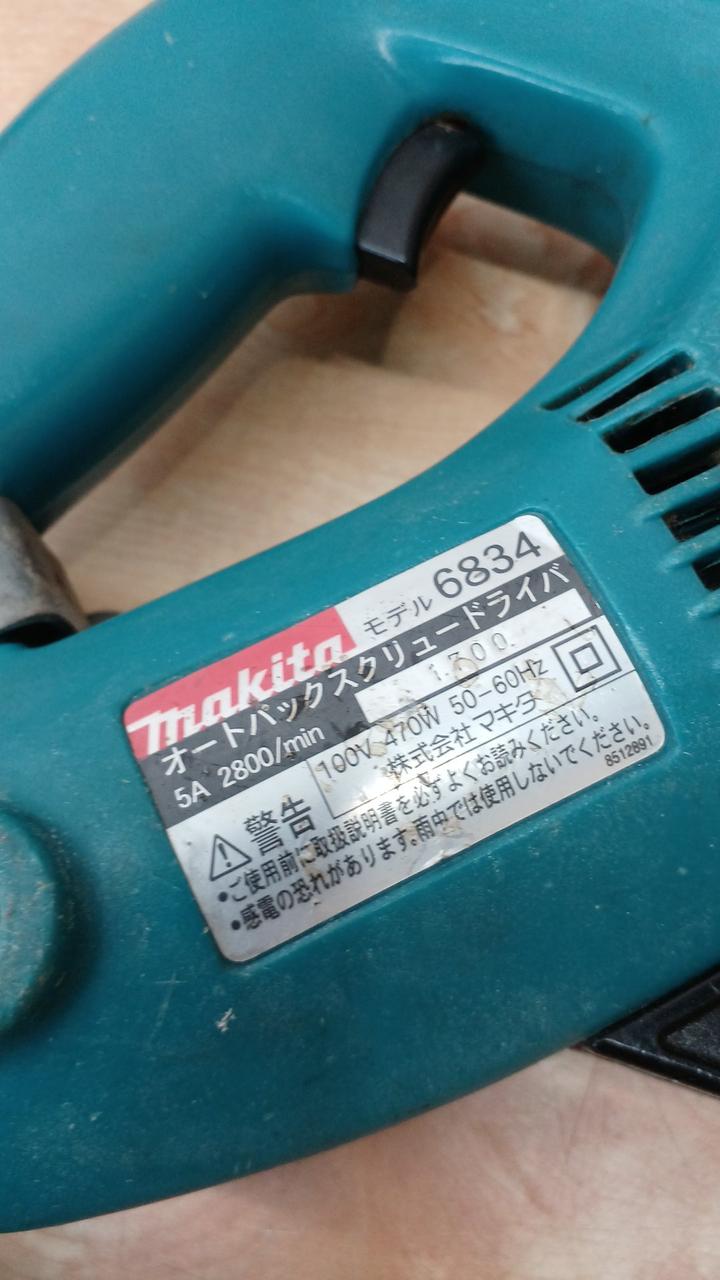 makita モデル 6834
オートパックスクリュードライバ
5A 2800/min
100V 470W 50-60Hz
株式会社マキタ
警告
•ご使用前に取扱説明書を必ずよくお読みください。
•感電の恐れがあります。雨中では使用しないでください。
8512891